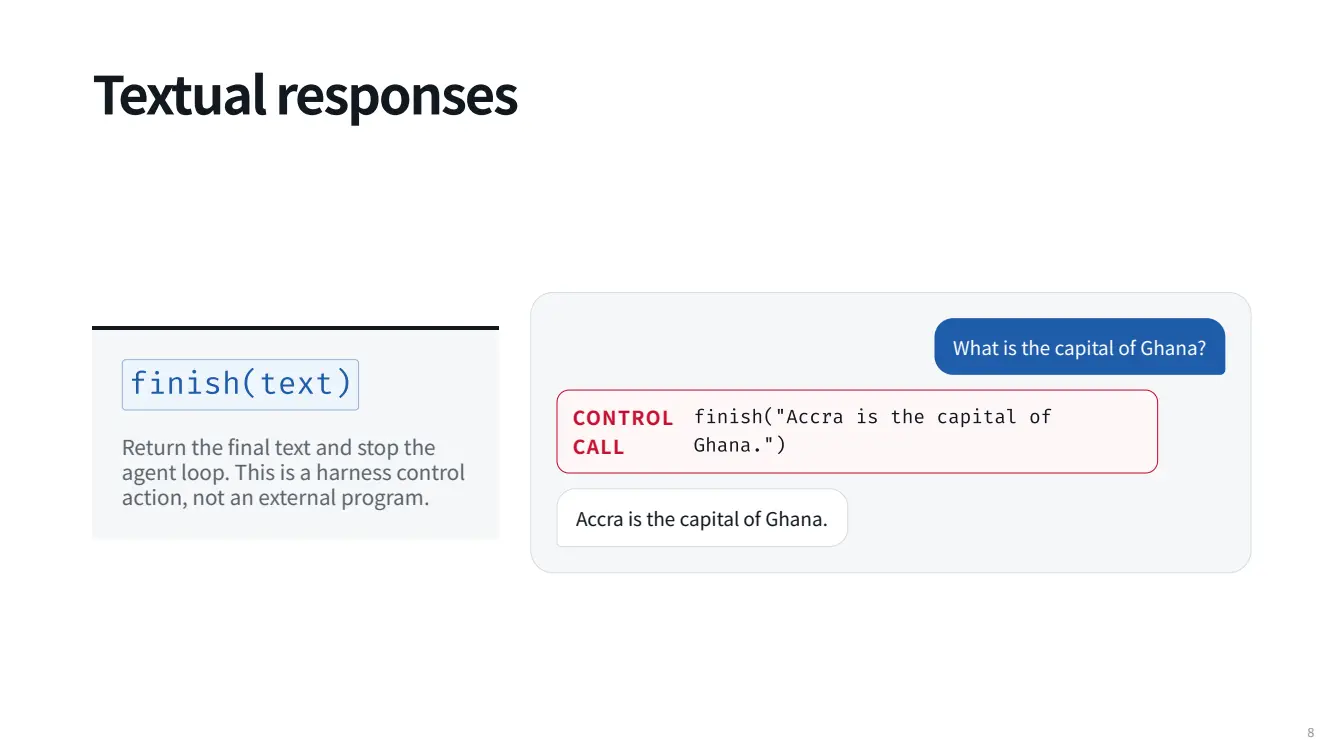 Textual responses
finish(text)
Return the final text and stop the
agent loop. This is a harness control
action, not an external program.
What is the capital of Ghana?
CONTROL
CALL
finish("Accra is the capital of
Ghana.")
Accra is the capital of Ghana.
8